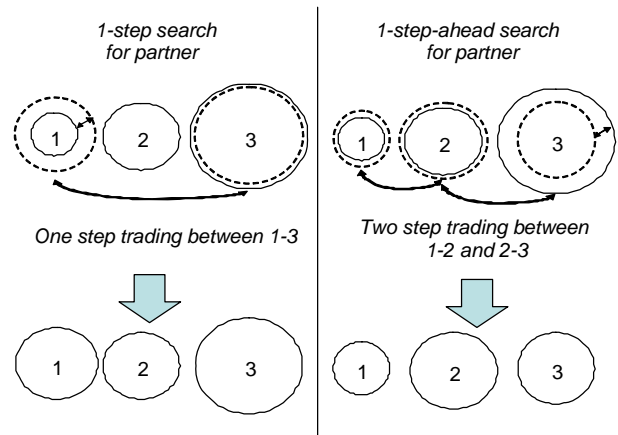 1-step search
for partner
1
2
3
One step trading between 1-3
1
2
3
1-step-ahead search
for partner
1
2
3
Two step trading between
1-2 and 2-3
1
2
3